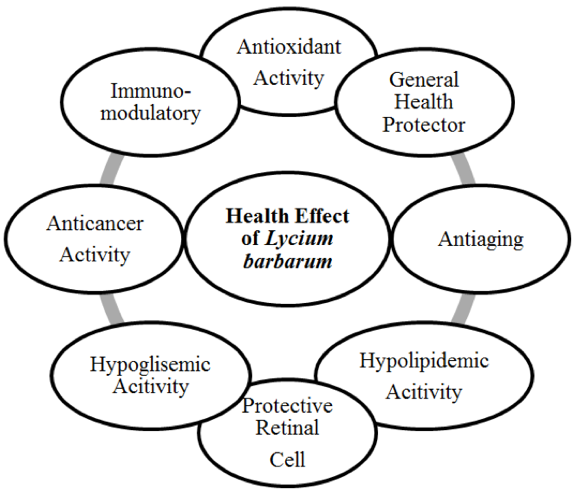 Antioxidant
Activity
General
Health
Protector
Antiaging
Hypolipidemic
Acitivity
Protective
Retinal
Cell
Hypoglisemic
Acitivity
Anticancer
Activity
Immuno-
modulatory
Health Effect
of Lycium
barbarum